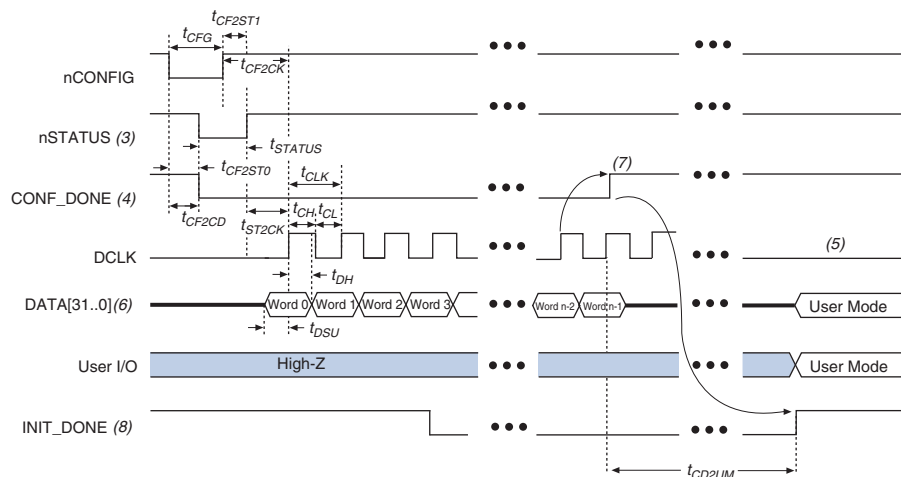 tCF2ST1
tCFG
tCF2CK
nCONFIG
nSTATUS (3)
tSTATUS
tCF2ST0
tCLK
(7)
CONF_DONE (4)
tCF2CD
tST2CK
tCH
tCL
(5)
DCLK
tDH
DATA[31..0](6)
Word 0
Word 1
Word 2
Word 3
Word n-2
Word n-1
User Mode
tDSU
User I/O
High-Z
User Mode
INIT_DONE (8)
tCD2UM